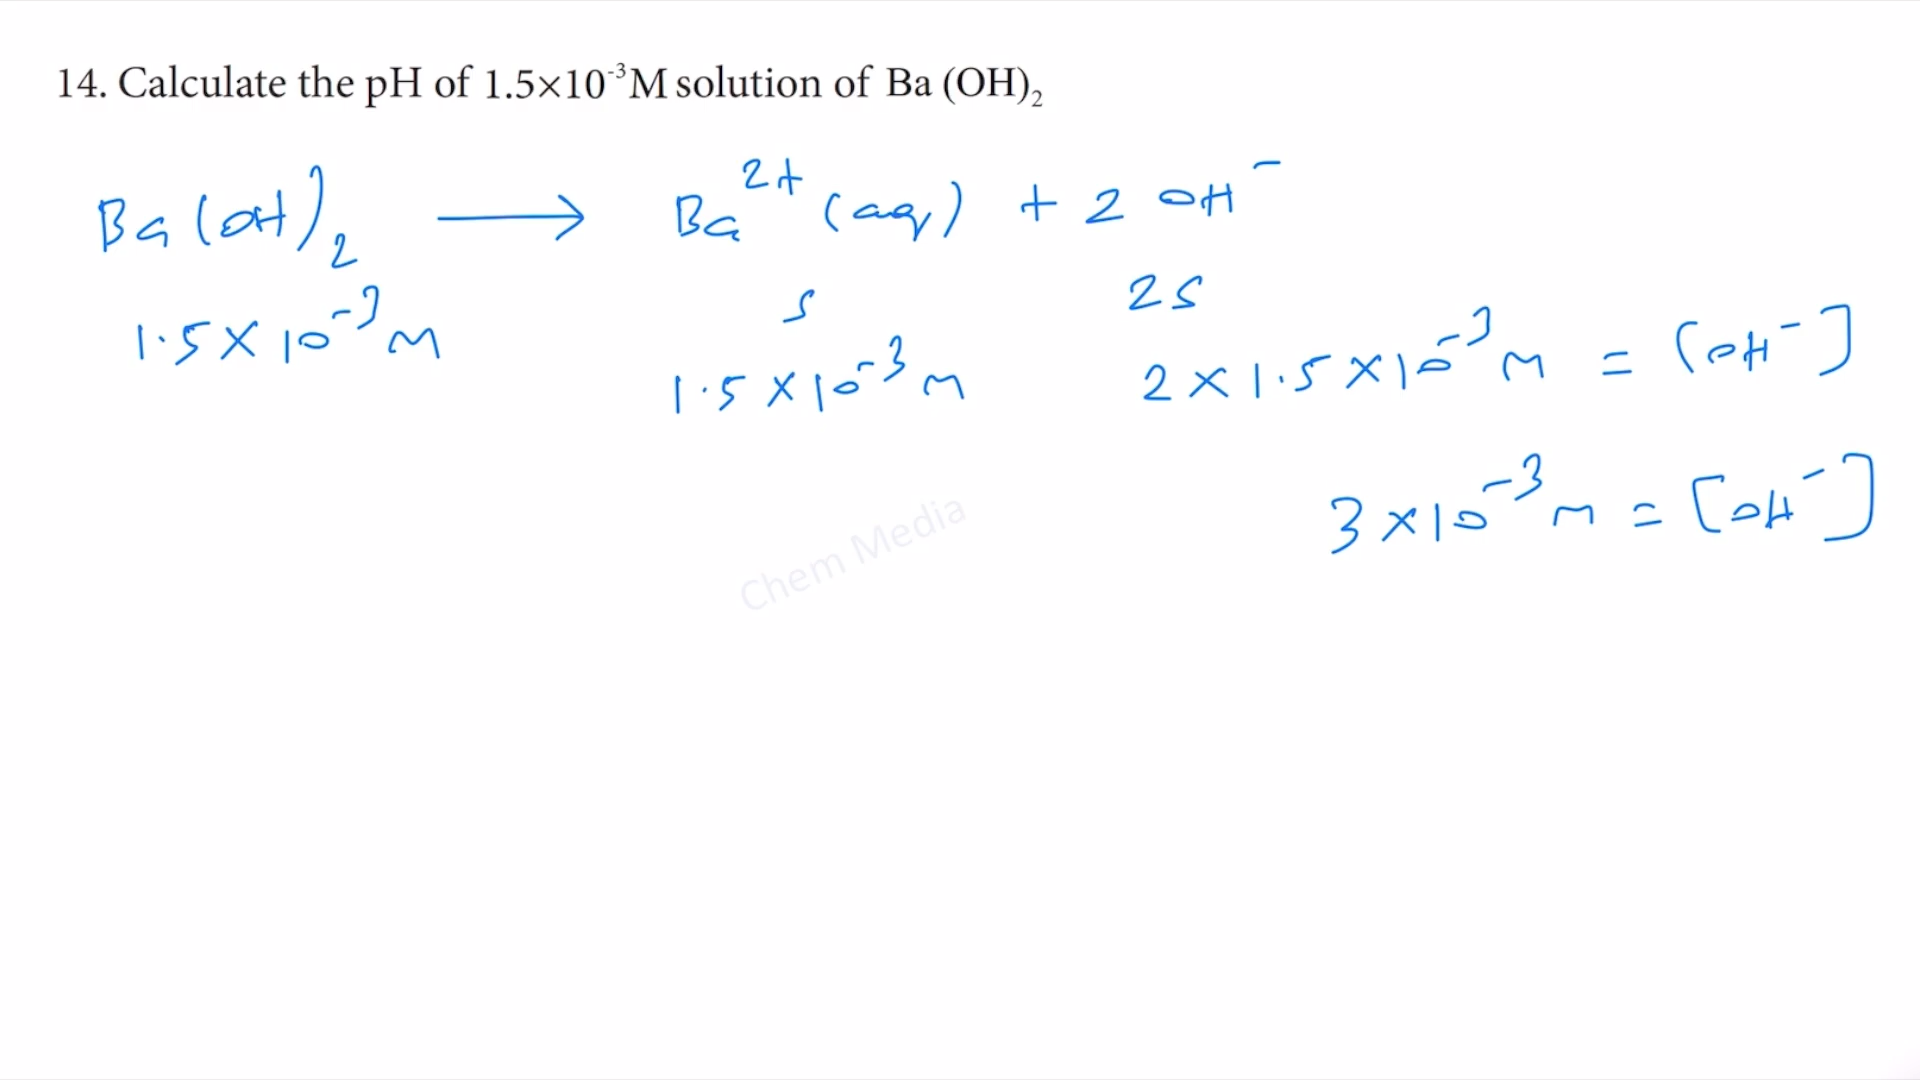 14. Calculate the pH of 1.5×10⁻³M solution of Ba (OH)₂
Ba(OH)₂ ⟶ Ba²⁺(aq) + 2 OH⁻
s 2s
1.5 × 10⁻³ M 1.5 × 10⁻³ M 2 × 1.5 × 10⁻³ M = [OH⁻]
3 × 10⁻³ M = [OH⁻]
Chem Media